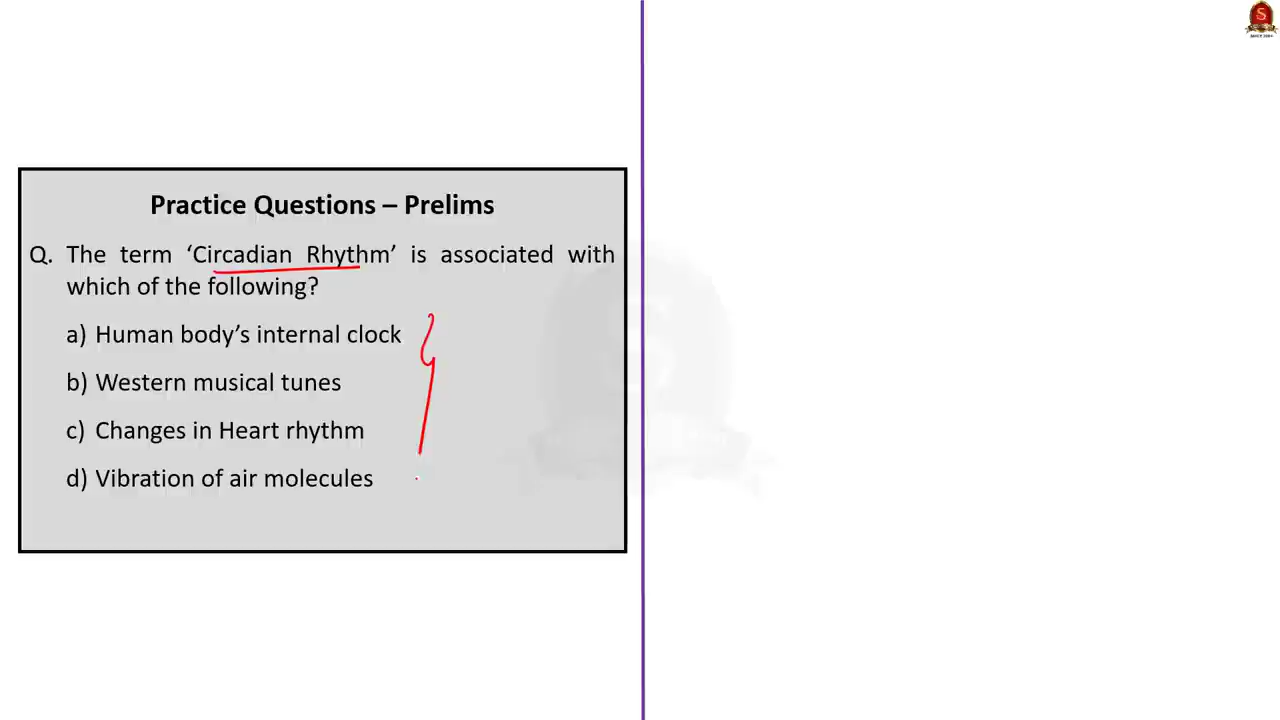 Practice Questions – Prelims
Q. The term ‘Circadian Rhythm’ is associated with
which of the following?
a) Human body’s internal clock
b) Western musical tunes
c) Changes in Heart rhythm
d) Vibration of air molecules
S